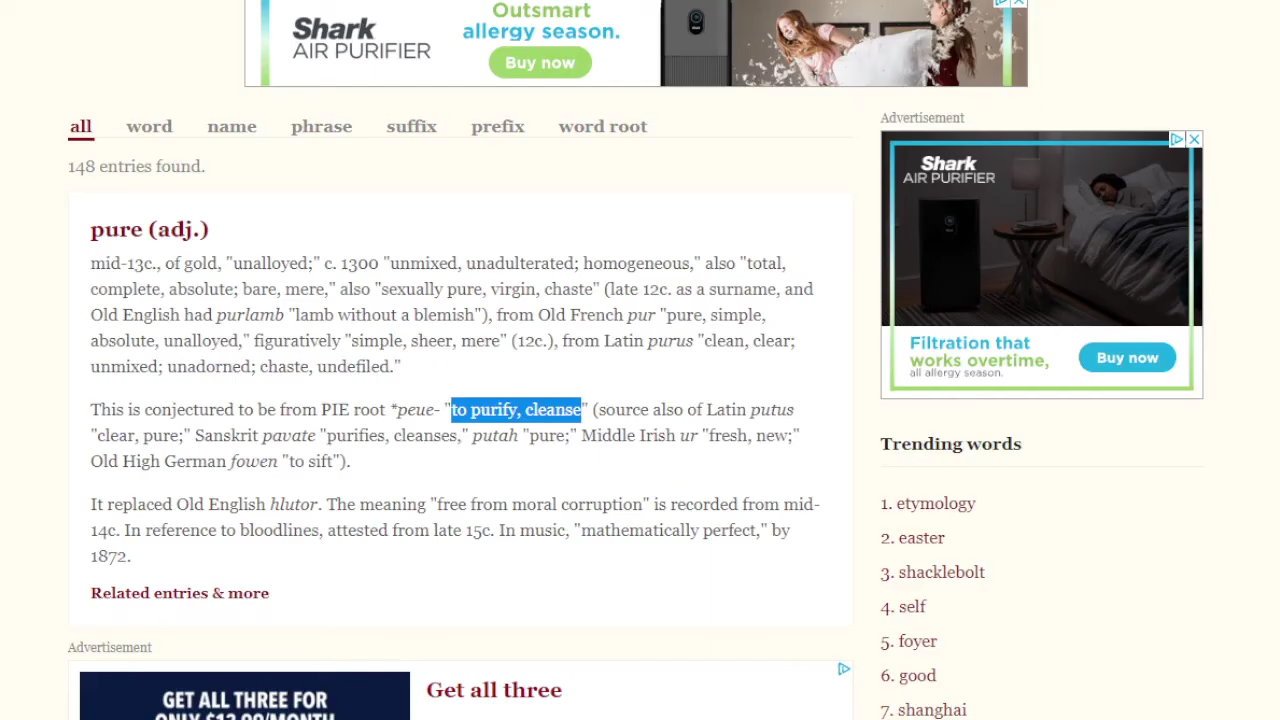 Shark
AIR PURIFIER
Outsmart
allergy season.
Buy now
all word name phrase suffix prefix word root
148 entries found.
pure (adj.)
mid-13c., of gold, "unalloyed;" c. 1300 "unmixed, unadulterated; homogeneous," also "total,
complete, absolute; bare, mere," also "sexually pure, virgin, chaste" (late 12c. as a surname, and
Old English had purlamb "lamb without a blemish"), from Old French pur "pure, simple,
absolute, unalloyed," figuratively "simple, sheer, mere" (12c.), from Latin purus "clean, clear;
unmixed; unadorned; chaste, undefiled."
This is conjectured to be from PIE root *peue- "to purify, cleanse" (source also of Latin putus
"clear, pure;" Sanskrit pavate "purifies, cleanses," putah "pure;" Middle Irish ur "fresh, new;"
Old High German fowen "to sift").
It replaced Old English hlutor. The meaning "free from moral corruption" is recorded from mid-
14c. In reference to bloodlines, attested from late 15c. In music, "mathematically perfect," by
1872.
Related entries & more
Advertisement
GET ALL THREE FOR
ONLY $12.99/MONTH
Get all three
Advertisement
Shark
AIR PURIFIER
Filtration that
works overtime,
all allergy season.
Buy now
Trending words
1. etymology
2. easter
3. shacklebolt
4. self
5. foyer
6. good
7. shanghai